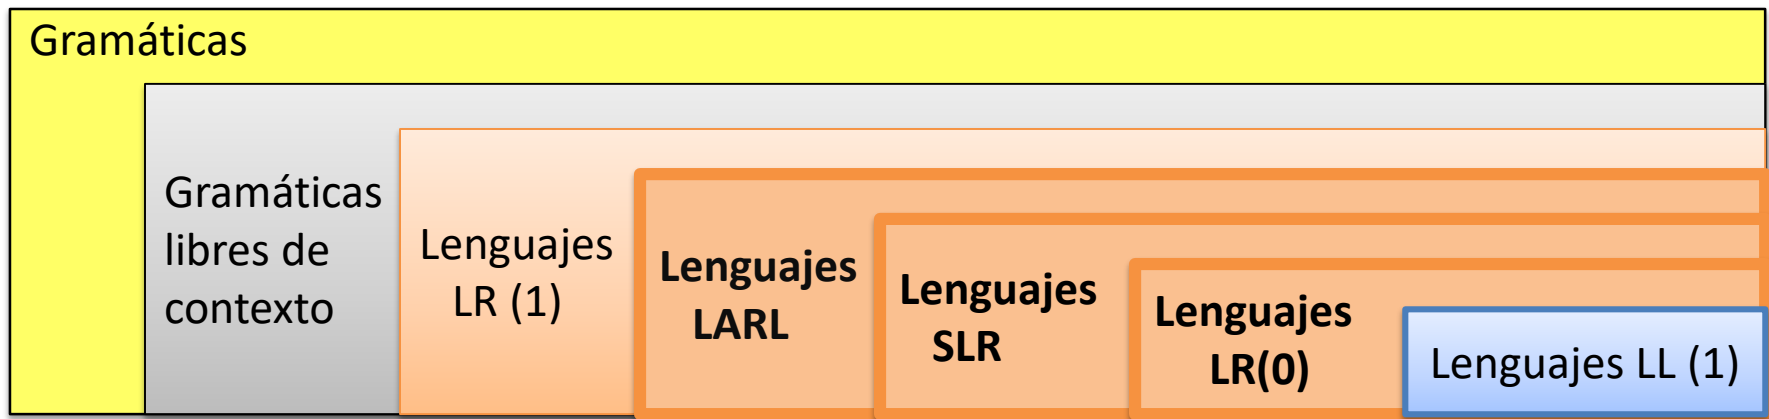 Gramáticas
Gramáticas
libres de
contexto
Lenguajes
LR (1)
Lenguajes
LARL
Lenguajes
SLR
Lenguajes
LR(0)
Lenguajes LL (1)